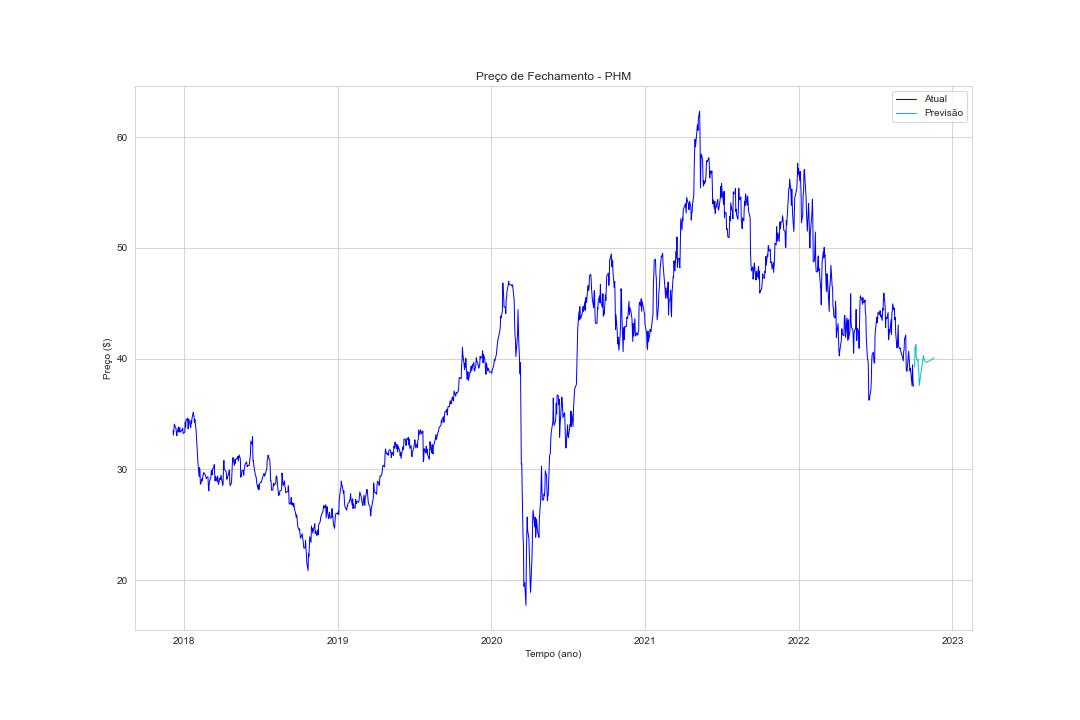 Preço de Fechamento - PHM
Atual
Previsão
Preço ($)
60
50
40
30
20
2018 2019 2020 2021 2022 2023
Tempo (ano)